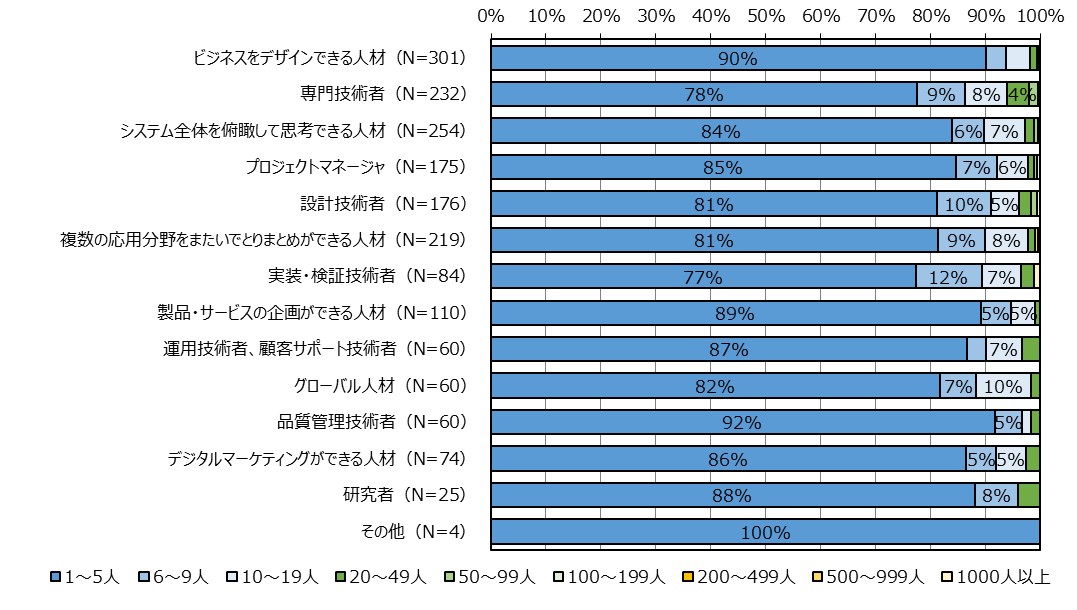 0% 10% 20% 30% 40% 50% 60% 70% 80% 90% 100%
ビジネスをデザインできる人材（N=301） 90%
専門技術者（N=232） 78% 9% 8% 4%
システム全体を俯瞰して思考できる人材（N=254） 84% 6% 7%
プロジェクトマネージャ（N=175） 85% 7% 6%
設計技術者（N=176） 81% 10% 5%
複数の応用分野をまたいでとりまとめができる人材（N=219） 81% 9% 8%
実装・検証技術者（N=84） 77% 12% 7%
製品・サービスの企画ができる人材（N=110） 89% 5% 5%
運用技術者、顧客サポート技術者（N=60） 87% 7%
グローバル人材（N=60） 82% 7% 10%
品質管理技術者（N=60） 92% 5%
デジタルマーケティングができる人材（N=74） 86% 5% 5%
研究者（N=25） 88% 8%
その他（N=4） 100%
1～5人 6～9人 10～19人 20～49人 50～99人 100～199人 200～499人 500～999人 1000人以上